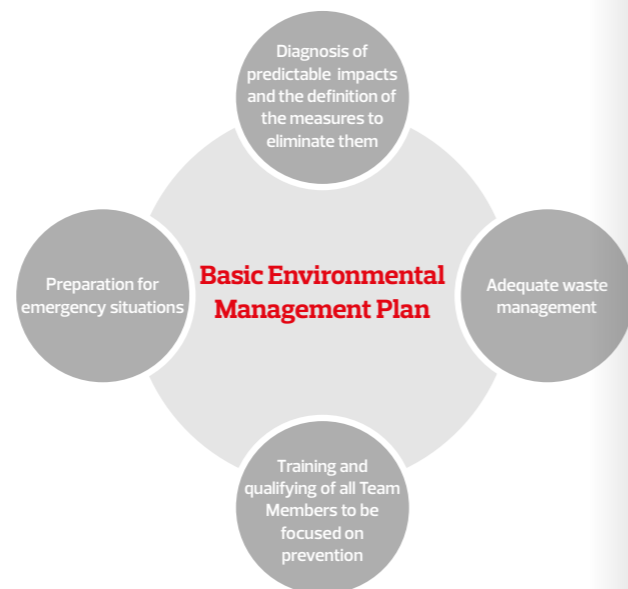 Diagnosis of
predictable impacts
and the definition of
the measures to
eliminate them
Preparation for
emergency situations
Basic Environmental
Management Plan
Adequate waste
management
Training and
qualifying of all Team
Members to be
focused on
prevention